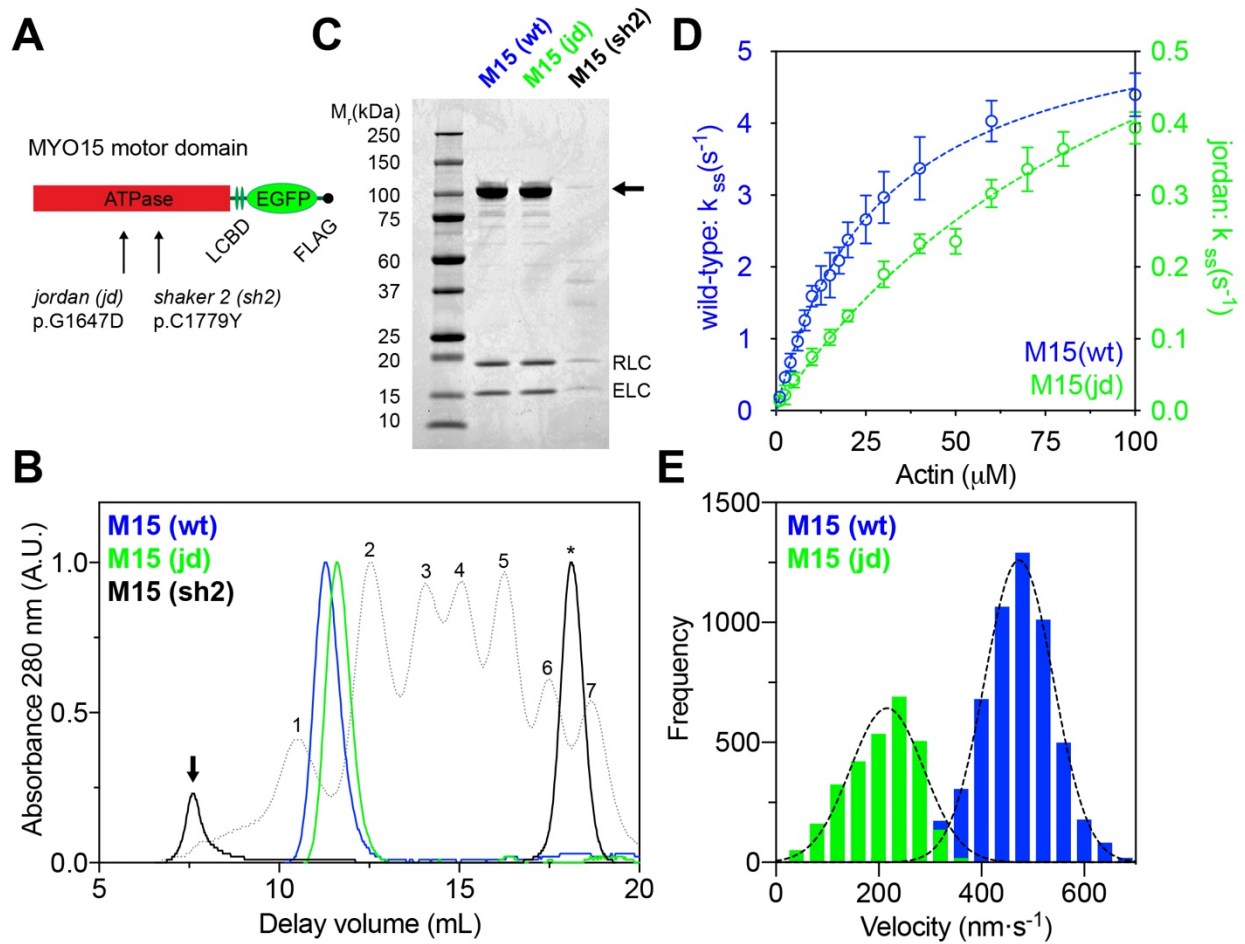 A
MYO15 motor domain
ATPase
EGFP
LCBD
FLAG
jordan (jd)
p.G1647D
shaker 2 (sh2)
p.C1779Y
C
M15 (wt)
M15 (jd)
M15 (sh2)
Mr(kDa)
250
150
100
75
60
37
25
20
15
10
RLC
ELC
D
wild-type: kss(s-1)
5
4
3
2
1
0
jordan: kss(s-1)
0.5
0.4
0.3
0.2
0.1
0.0
M15(wt)
M15(jd)
0 25 50 75 100
Actin (μM)
B
M15 (wt)
M15 (jd)
M15 (sh2)
Absorbance 280 nm (A.U.)
1.0
0.5
0.0
1 2 3 4 5 6 7 *
5 10 15 20
Delay volume (mL)
E
M15 (wt)
M15 (jd)
Frequency
1500
1000
500
0
0 200 400 600
Velocity (nm·s-1)